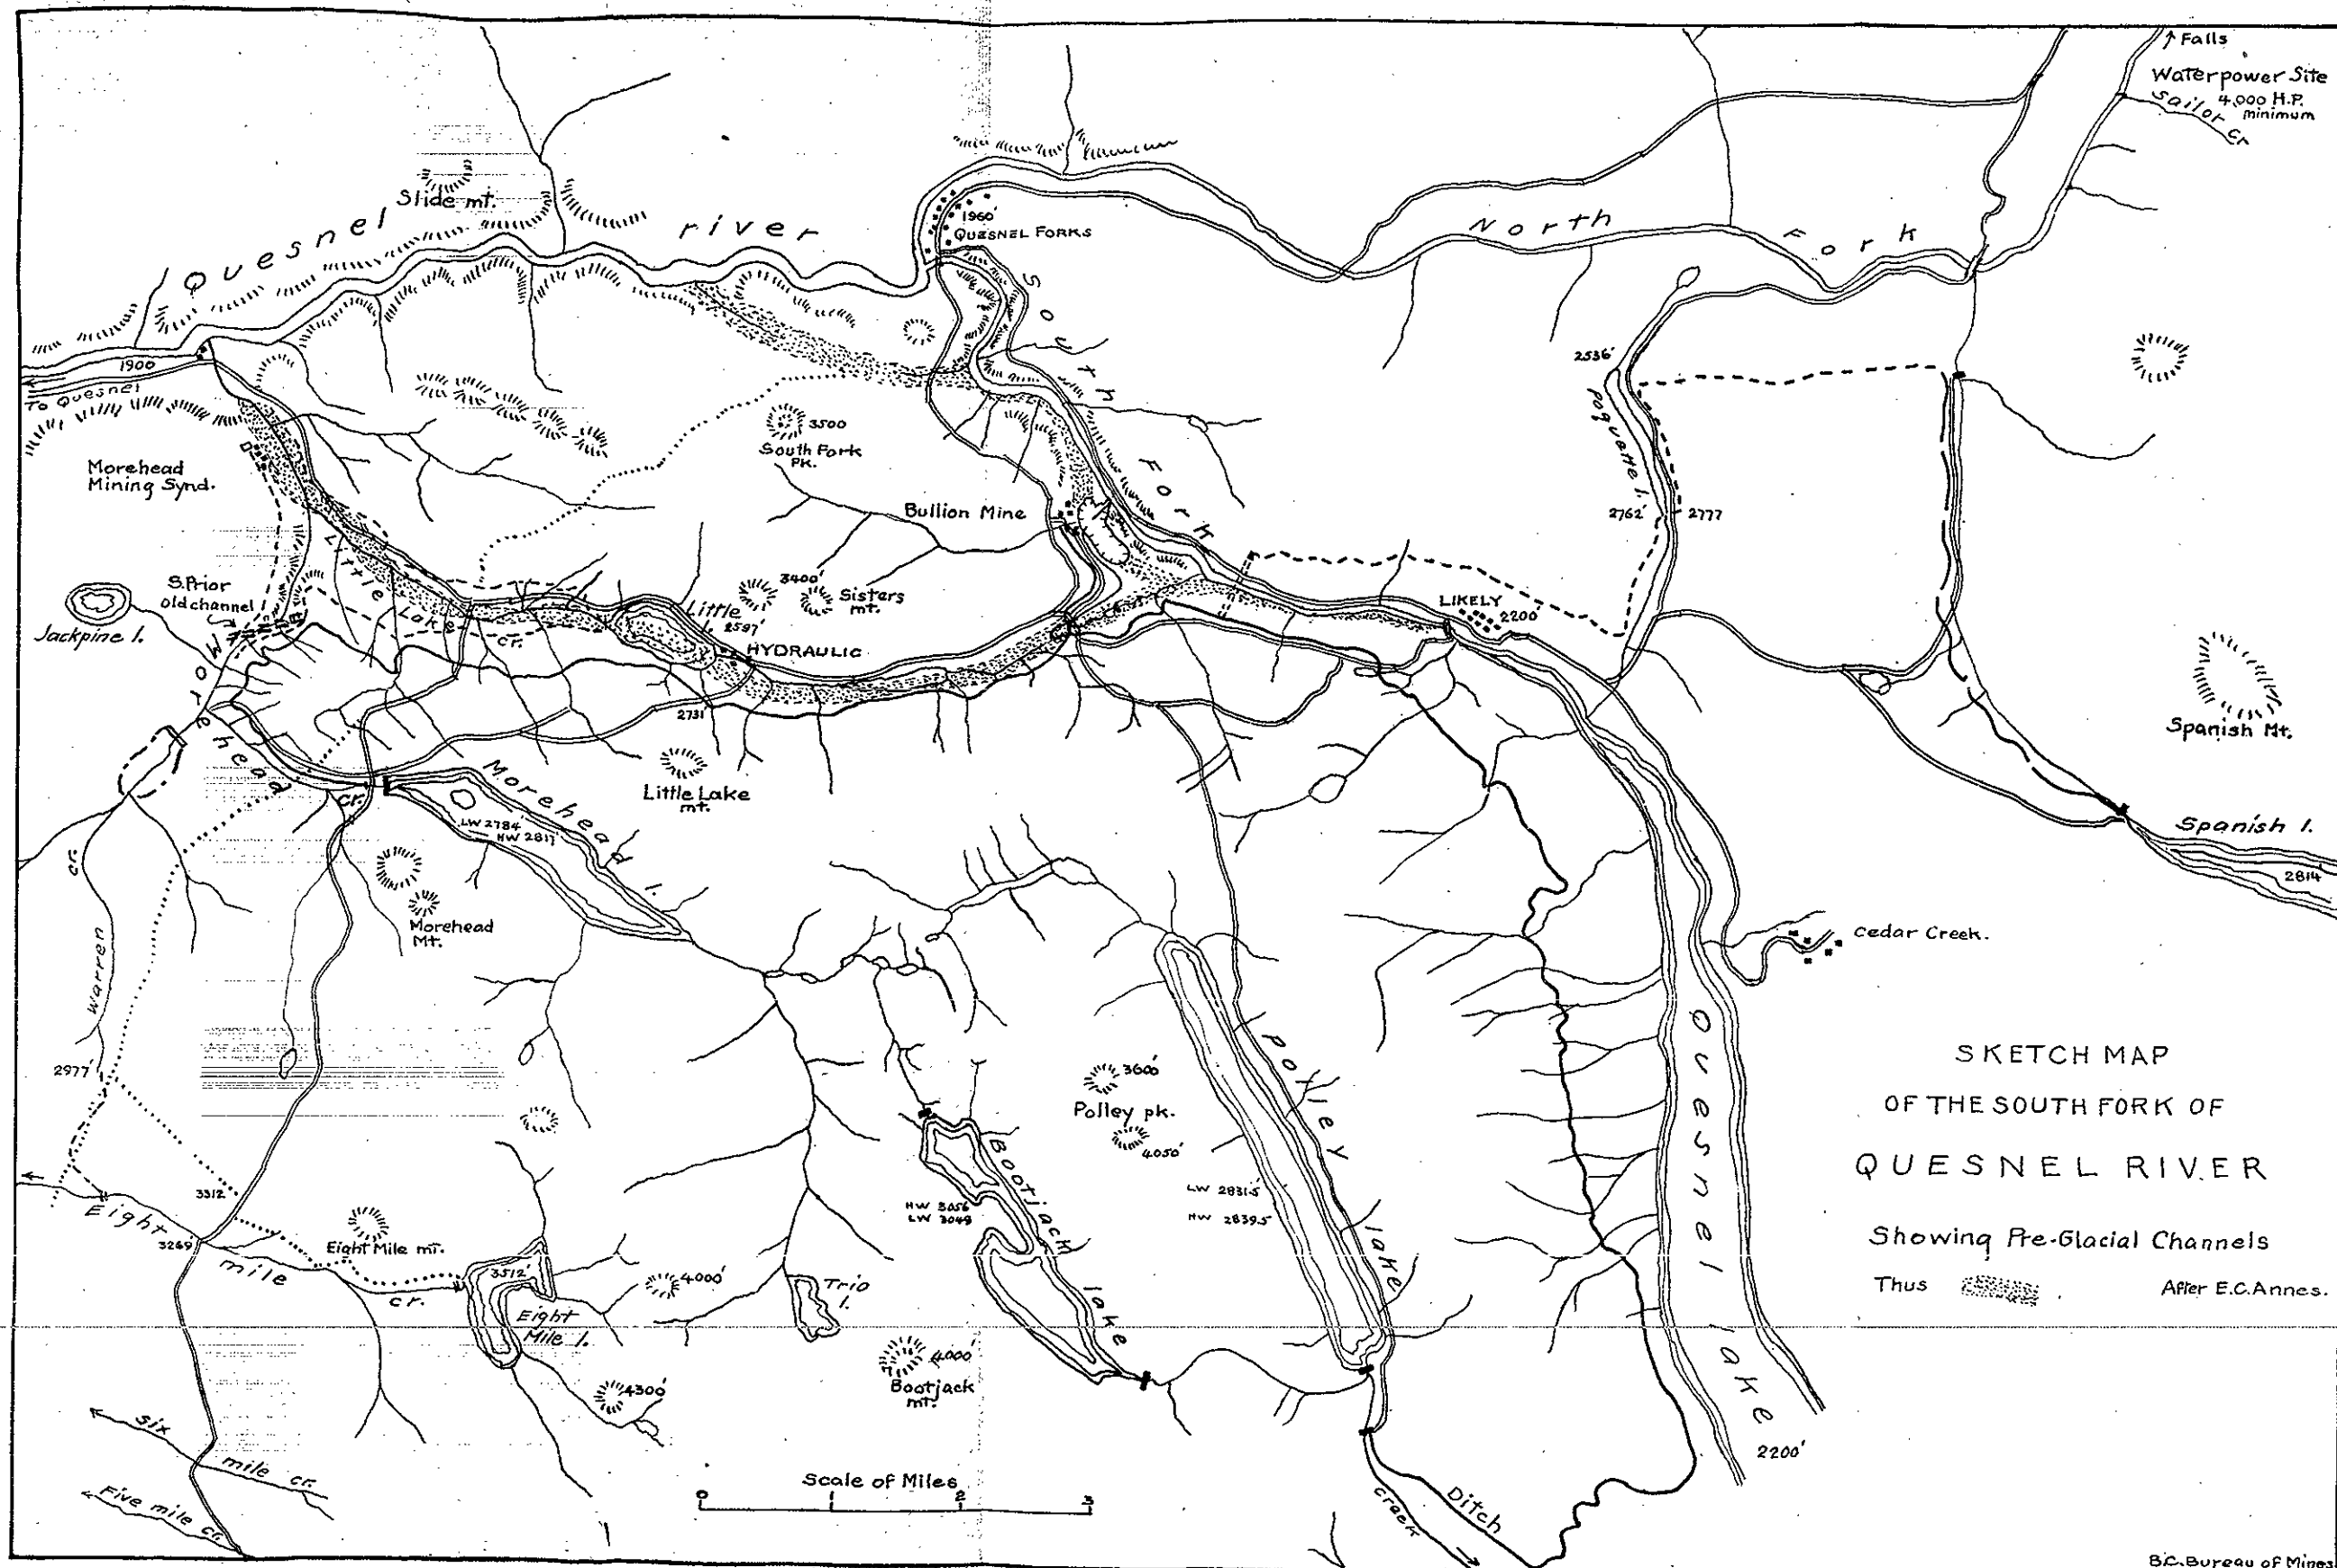 ↑ Falls
Waterpower Site
4,000 H.P.
minimum
Sailor Cr
Slide mt.
Quesnel river
1960'
QUESNEL FORKS
North Fork
South Fork
1900
To Quesnel
2536'
Poquette l.
2762'
2777
3500
South Fork
Pk.
Morehead
Mining Synd.
Bullion Mine
S. Prior
old channel
Jackpine l.
Little Lake cr.
Little
l.
2597'
3400'
Sisters
mt.
HYDRAULIC
LIKELY
2200'
Spanish Mt.
2731'
Little Lake
mt.
Morehead cr.
Morehead l.
LW 2784'
HW 2817'
Spanish l.
2814'
Morehead
Mt.
Warren cr.
Cedar Creek.
2977'
3600'
Polley pk.
4050'
Polley lake
LW 2831.5'
HW 2839.5'
Bootjack lake
HW 3056
LW 3049
Quesnel lake
2200'
SKETCH MAP
OF THE SOUTH FORK OF
QUESNEL RIVER
Showing Pre-Glacial Channels
Thus
After E.C. Annes.
3312'
Eight mile cr.
3269
Eight Mile mt.
3512'
Eight
Mile l.
4000'
Trio
l.
4000'
Bootjack
mt.
4300'
Six mile cr.
Five mile cr.
Scale of Miles
0 1 2 3
creek
Ditch
B.C. Bureau of Mines